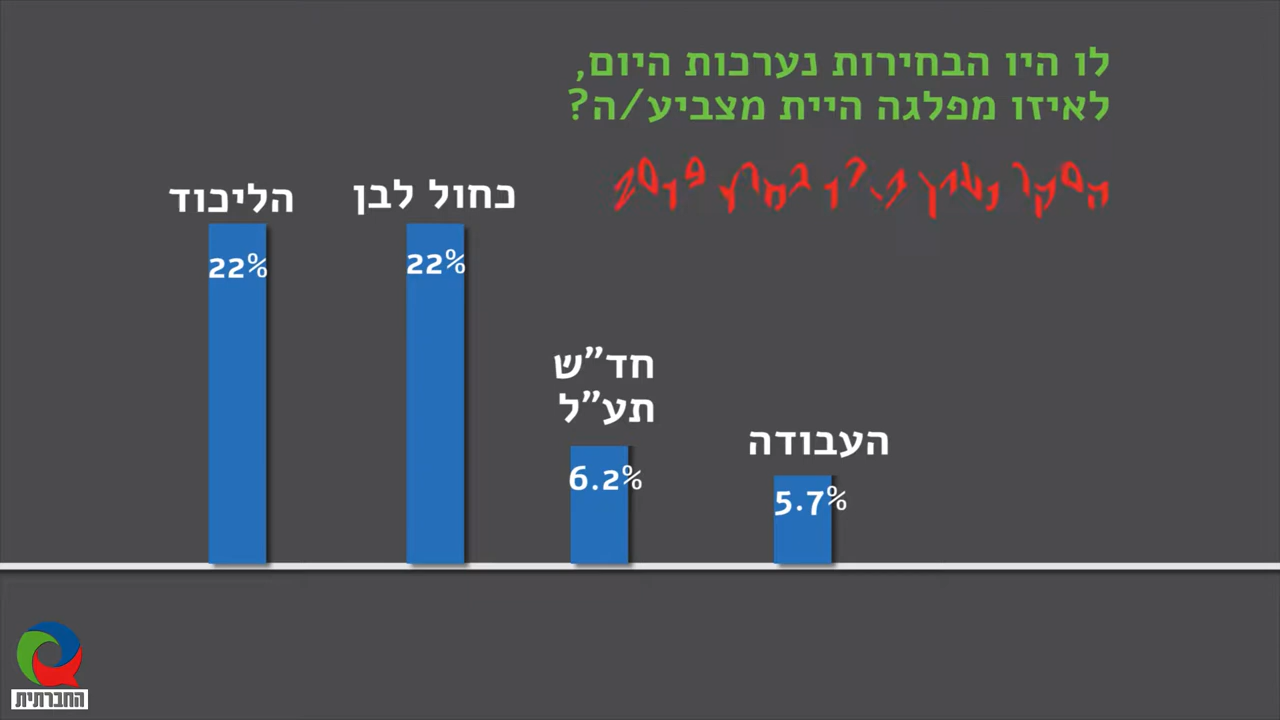 לו היו הבחירות נערכות היום,
לאיזו מפלגה היית מצביע/ה?
הסקר נערך ב־17 במרץ 2019
הליכוד
22%
כחול לבן
22%
חד"ש
תע"ל
6.2%
העבודה
5.7%
החברתית